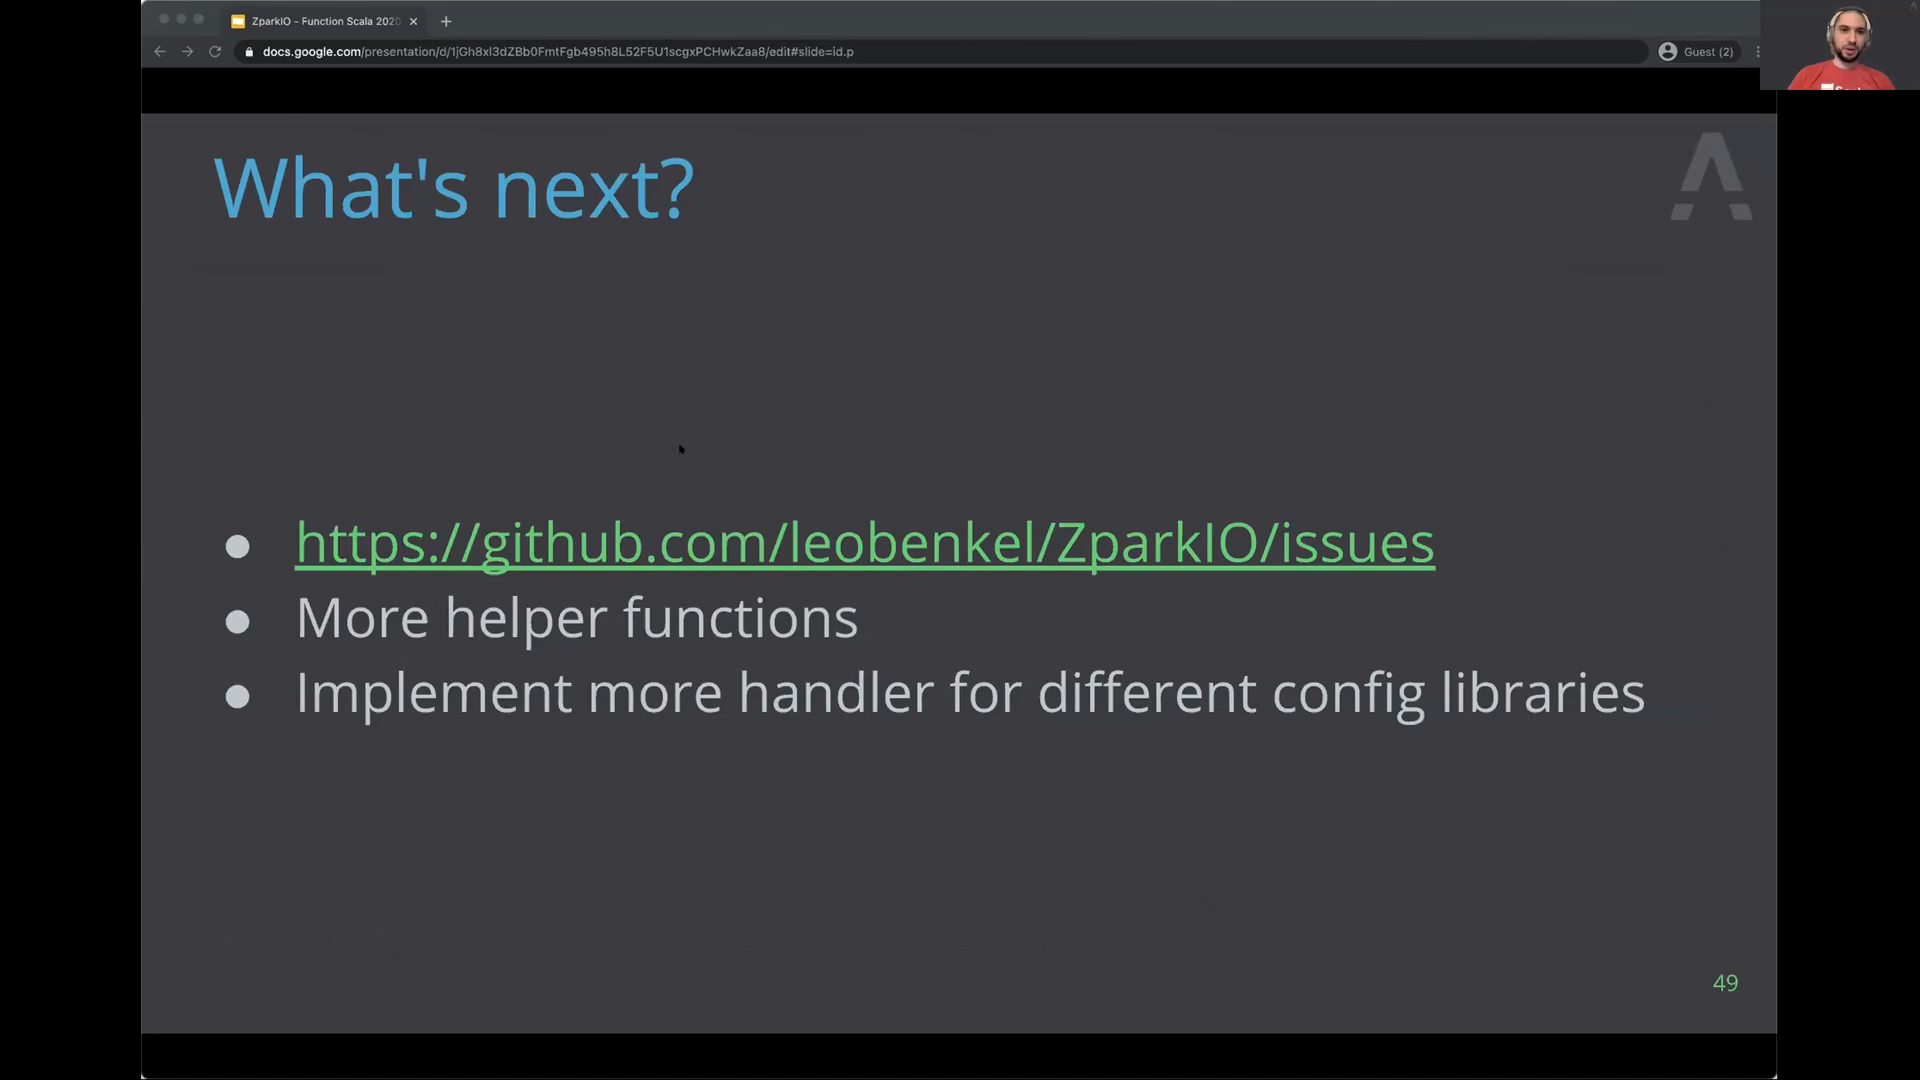 ZparkIO - Function Scala 2020
docs.google.com/presentation/d/1jGh8xl3dZBb0FmtFgb495h8L52F5U1scgxPCHwkZaa8/edit#slide=id.p
Guest (2)
What's next?
https://github.com/leobenkel/ZparkIO/issues
More helper functions
Implement more handler for different config libraries
49